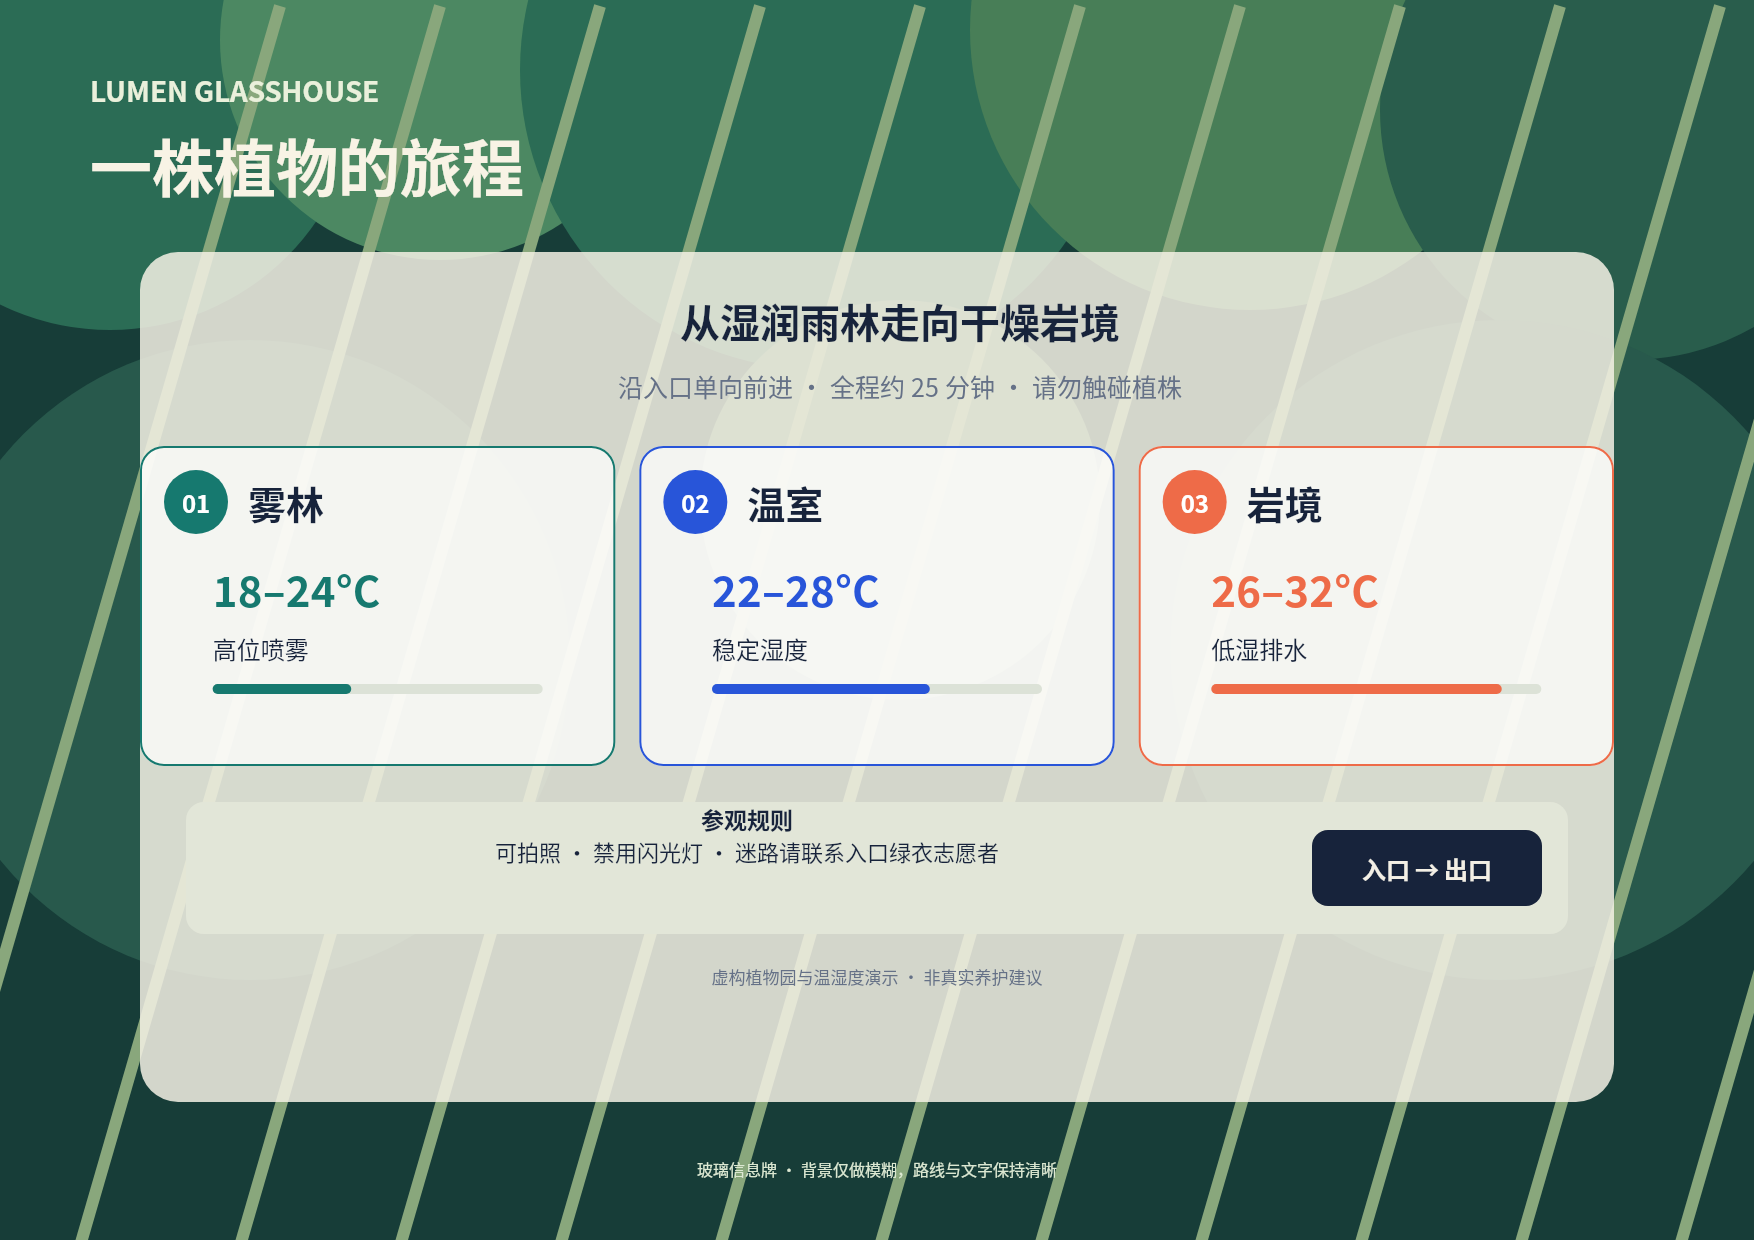 LUMEN GLASSHOUSE
一株植物的旅程
从湿润雨林走向干燥岩境
沿入口单向前进 · 全程约 25 分钟 · 请勿触碰植株
01 雾林
18–24°C
高位喷雾
02 温室
22–28°C
稳定湿度
03 岩境
26–32°C
低湿排水
参观规则
可拍照 · 禁用闪光灯 · 迷路请联系入口绿衣志愿者
入口 → 出口
虚构植物园与温湿度演示 · 非真实养护建议
玻璃信息牌 · 背景仅做模糊，路线与文字保持清晰